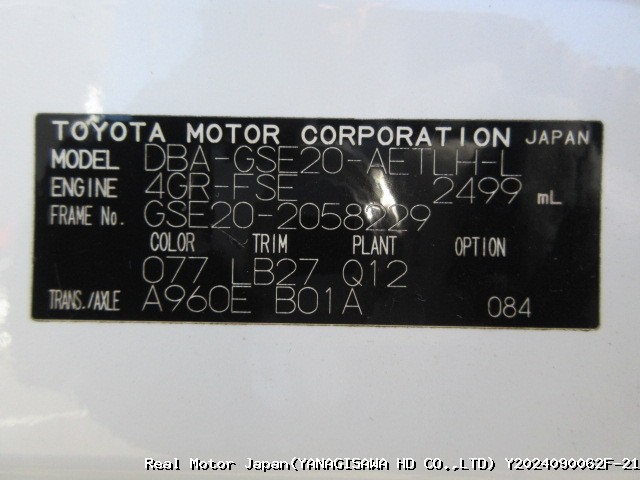 TOYOTA MOTOR CORPORATION JAPAN
MODEL DBA-GSE20-AETLH-L
ENGINE 4GR-FSE 2499 mL
FRAME No. GSE20-2058229
COLOR TRIM PLANT OPTION
077 LB27 Q12
TRANS./AXLE A960E B01A 084
Real Motor Japan(YANAGISAWA HD CO.,LTD) Y2024090062F-21